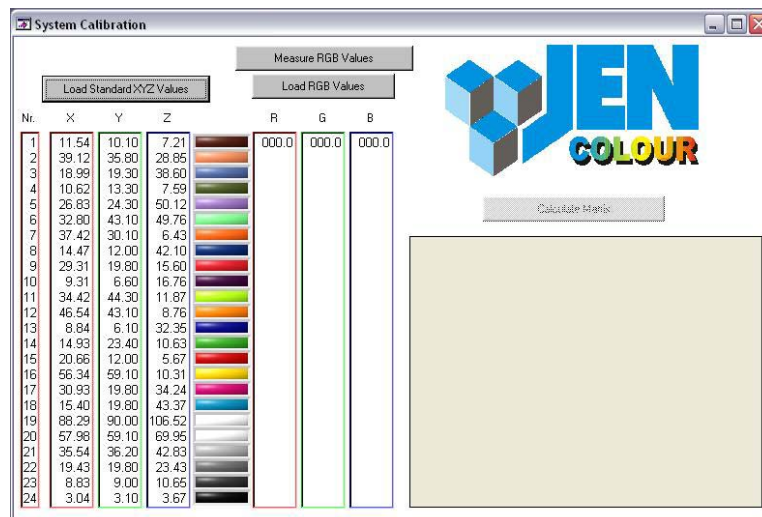 System Calibration
Measure RGB Values
Load Standard XYZ Values
Load RGB Values
JEN
COLOUR
Nr. X Y Z R G B
Calculate Matrix
1 11.54 10.10 7.21 000.0 000.0 000.0
2 39.12 35.80 28.85
3 18.99 19.30 38.60
4 10.62 13.30 7.59
5 26.83 24.30 50.12
6 32.80 43.10 49.76
7 37.42 30.10 6.43
8 14.47 12.00 42.10
9 29.31 19.80 15.60
10 9.31 6.60 16.76
11 34.42 44.30 11.87
12 46.54 43.10 8.76
13 8.84 6.10 32.35
14 14.93 23.40 10.63
15 20.66 12.00 5.67
16 56.34 59.10 10.31
17 30.93 19.80 34.24
18 15.40 19.80 43.37
19 88.29 90.00 106.52
20 57.98 59.10 69.95
21 35.54 36.20 42.83
22 19.43 19.80 23.43
23 8.83 9.00 10.65
24 3.04 3.10 3.67